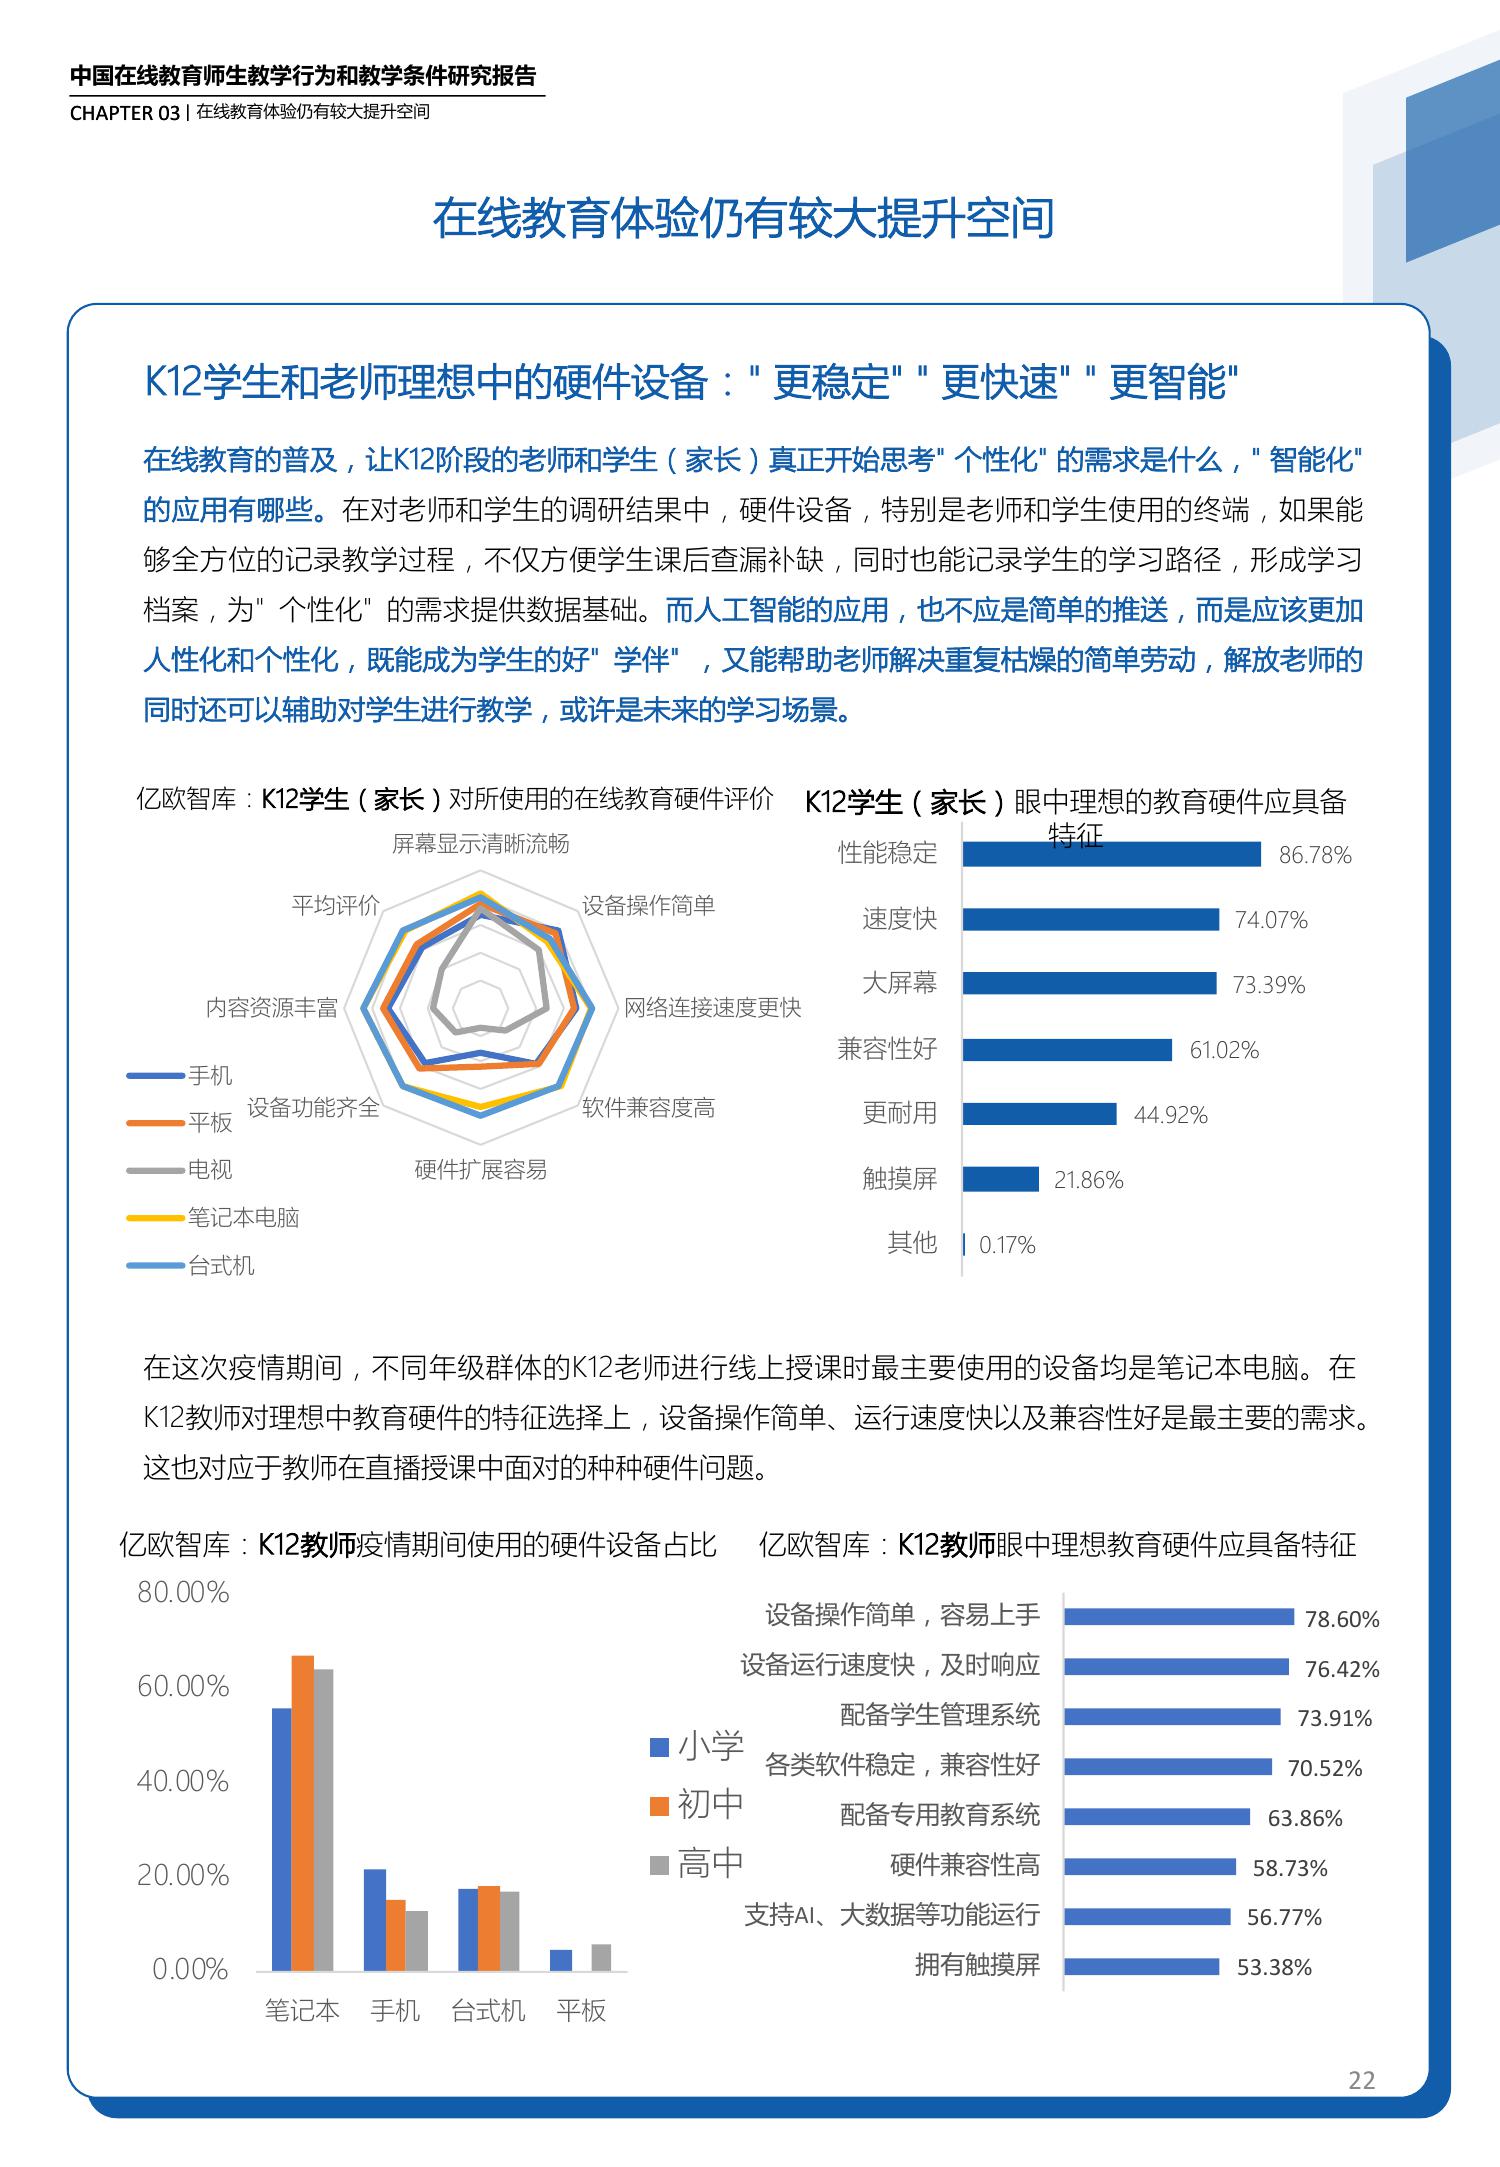 中国在线教育师生教学行为和教学条件研究报告
CHAPTER 03 | 在线教育体验仍有较大提升空间
在线教育体验仍有较大提升空间
K12学生和老师理想中的硬件设备：" 更稳定" " 更快速" " 更智能"
在线教育的普及，让K12阶段的老师和学生（家长）真正开始思考" 个性化" 的需求是什么，" 智能化"
的应用有哪些。在对老师和学生的调研结果中，硬件设备，特别是老师和学生使用的终端，如果能
够全方位的记录教学过程，不仅方便学生课后查漏补缺，同时也能记录学生的学习路径，形成学习
档案，为" 个性化" 的需求提供数据基础。而人工智能的应用，也不应是简单的推送，而是应该更加
人性化和个性化，既能成为学生的好" 学伴" ，又能帮助老师解决重复枯燥的简单劳动，解放老师的
同时还可以辅助对学生进行教学，或许是未来的学习场景。
亿欧智库：K12学生（家长）对所使用的在线教育硬件评价
屏幕显示清晰流畅
平均评价
设备操作简单
内容资源丰富
网络连接速度更快
设备功能齐全
软件兼容度高
硬件扩展容易
手机
平板
电视
笔记本电脑
台式机
K12学生（家长）眼中理想的教育硬件应具备
特征
性能稳定 86.78%
速度快 74.07%
大屏幕 73.39%
兼容性好 61.02%
更耐用 44.92%
触摸屏 21.86%
其他 0.17%
在这次疫情期间，不同年级群体的K12老师进行线上授课时最主要使用的设备均是笔记本电脑。在
K12教师对理想中教育硬件的特征选择上，设备操作简单、运行速度快以及兼容性好是最主要的需求。
这也对应于教师在直播授课中面对的种种硬件问题。
亿欧智库：K12教师疫情期间使用的硬件设备占比
80.00%
60.00%
40.00%
20.00%
0.00%
笔记本 手机 台式机 平板
小学
初中
高中
亿欧智库：K12教师眼中理想教育硬件应具备特征
设备操作简单，容易上手 78.60%
设备运行速度快，及时响应 76.42%
配备学生管理系统 73.91%
各类软件稳定，兼容性好 70.52%
配备专用教育系统 63.86%
硬件兼容性高 58.73%
支持AI、大数据等功能运行 56.77%
拥有触摸屏 53.38%
22